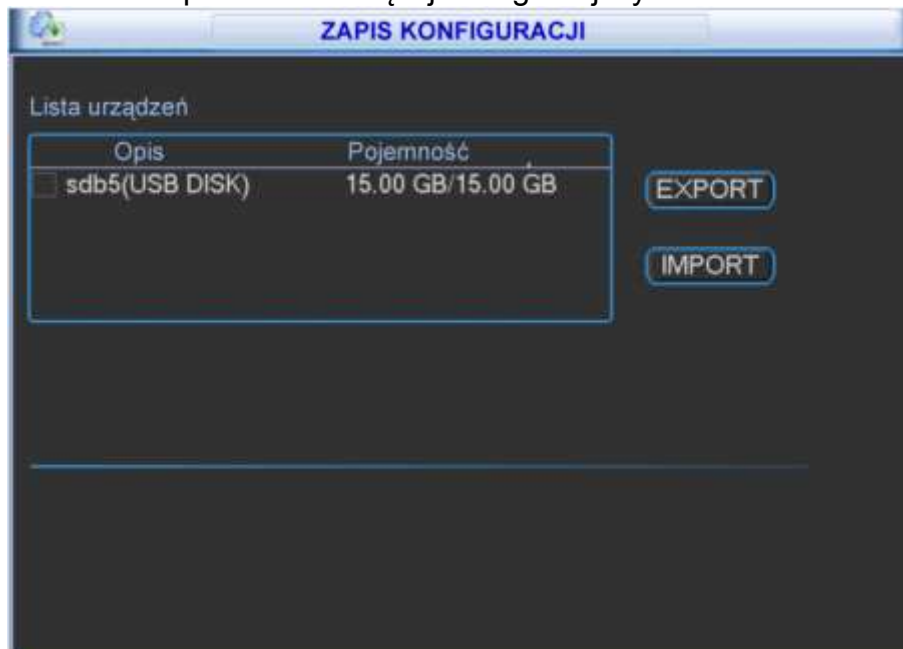 ZAPIS KONFIGURACJI
Lista urządzeń
Opis Pojemność
sdb5(USB DISK) 15.00 GB/15.00 GB
EXPORT
IMPORT